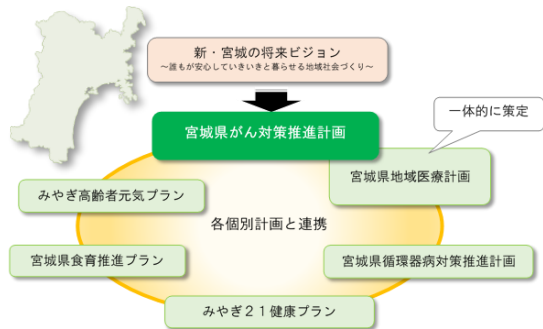 新・宮城の将来ビジョン
～誰もが安心していきいきと暮らせる地域社会づくり～
宮城県がん対策推進計画
一体的に策定
宮城県地域医療計画
みやぎ高齢者元気プラン
各個別計画と連携
宮城県食育推進プラン
宮城県循環器病対策推進計画
みやぎ２１健康プラン